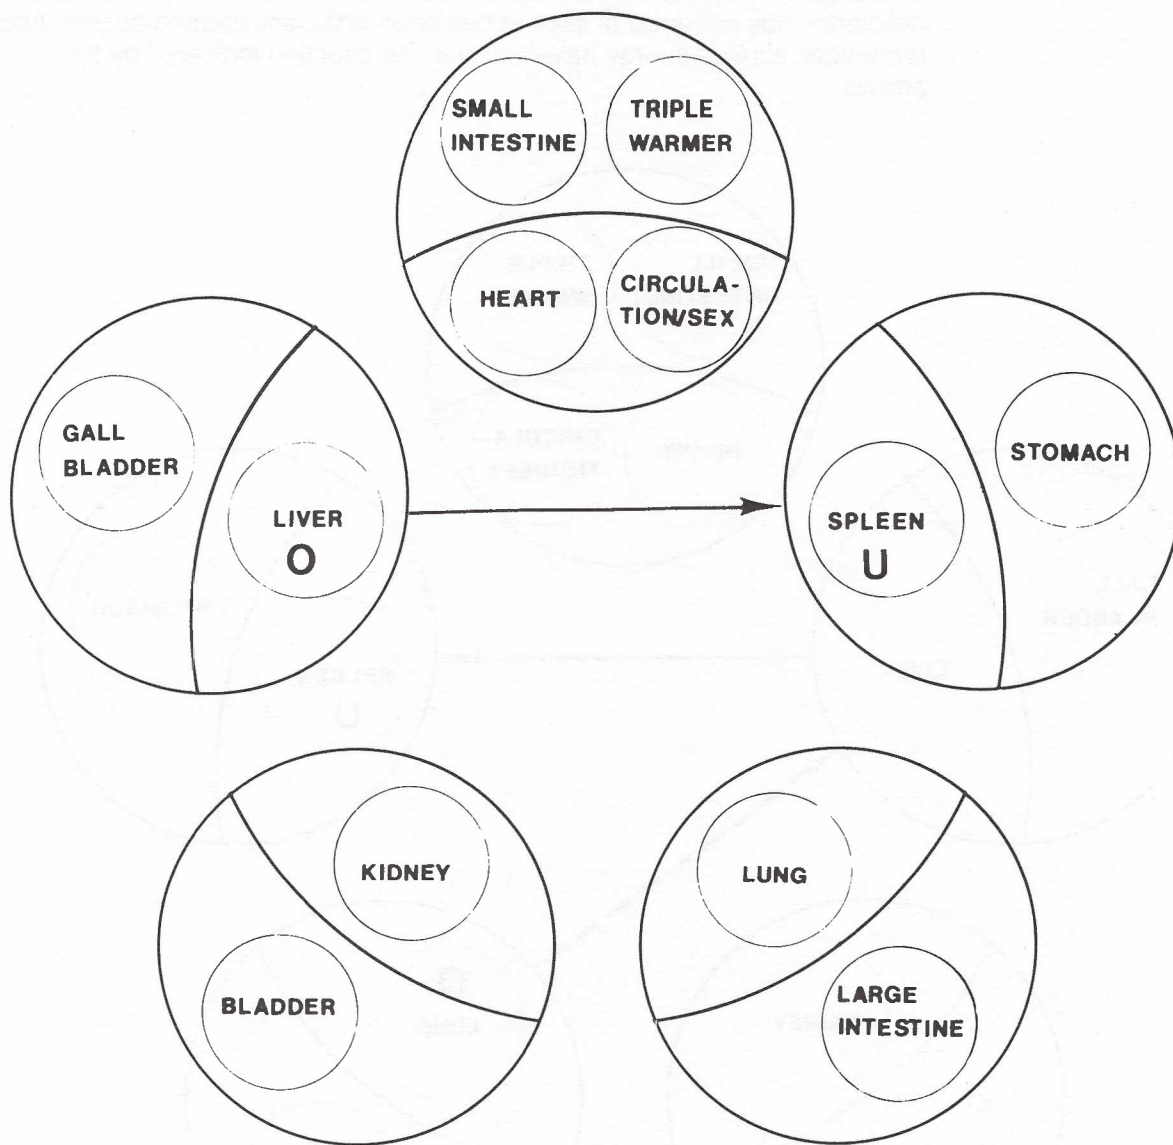 SMALL
INTESTINE
TRIPLE
WARMER
HEART
CIRCULA-
TION/SEX
GALL
BLADDER
LIVER
O
SPLEEN
U
STOMACH
KIDNEY
BLADDER
LUNG
LARGE
INTESTINE